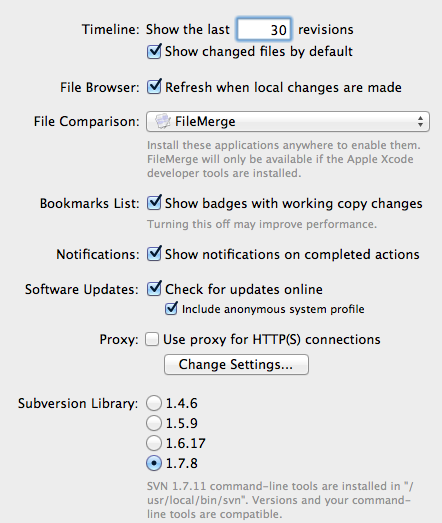 Timeline: Show the last 30 revisions
Show changed files by default
File Browser: Refresh when local changes are made
File Comparison: FileMerge
Install these applications anywhere to enable them.
FileMerge will only be available if the Apple Xcode
developer tools are installed.
Bookmarks List: Show badges with working copy changes
Turning this off may improve performance.
Notifications: Show notifications on completed actions
Software Updates: Check for updates online
Include anonymous system profile
Proxy: Use proxy for HTTP(S) connections
Change Settings...
Subversion Library: 1.4.6
1.5.9
1.6.17
1.7.8
SVN 1.7.11 command-line tools are installed in "/
usr/local/bin/svn". Versions and your command-
line tools are compatible.